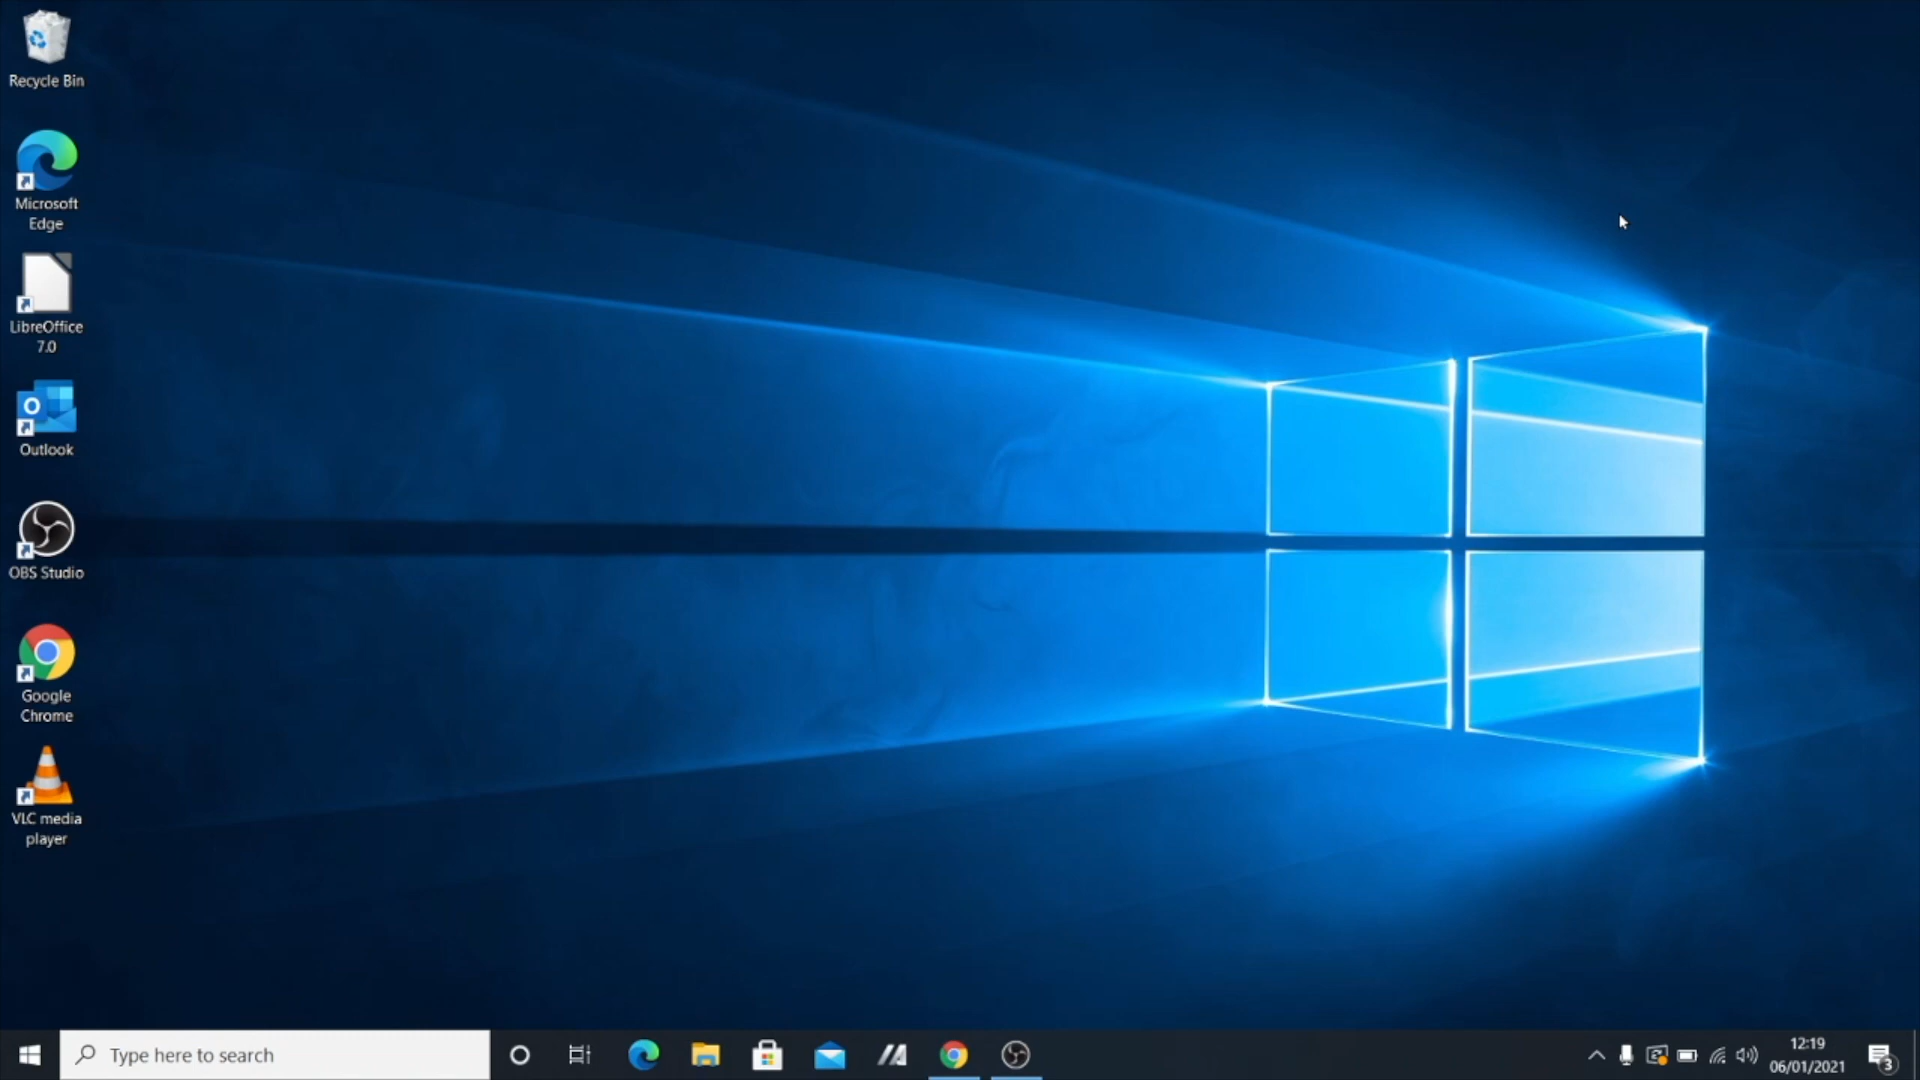 Recycle Bin
Microsoft
Edge
LibreOffice
7.0
Outlook
OBS Studio
Google
Chrome
VLC media
player
Type here to search
12:19
06/01/2021
3